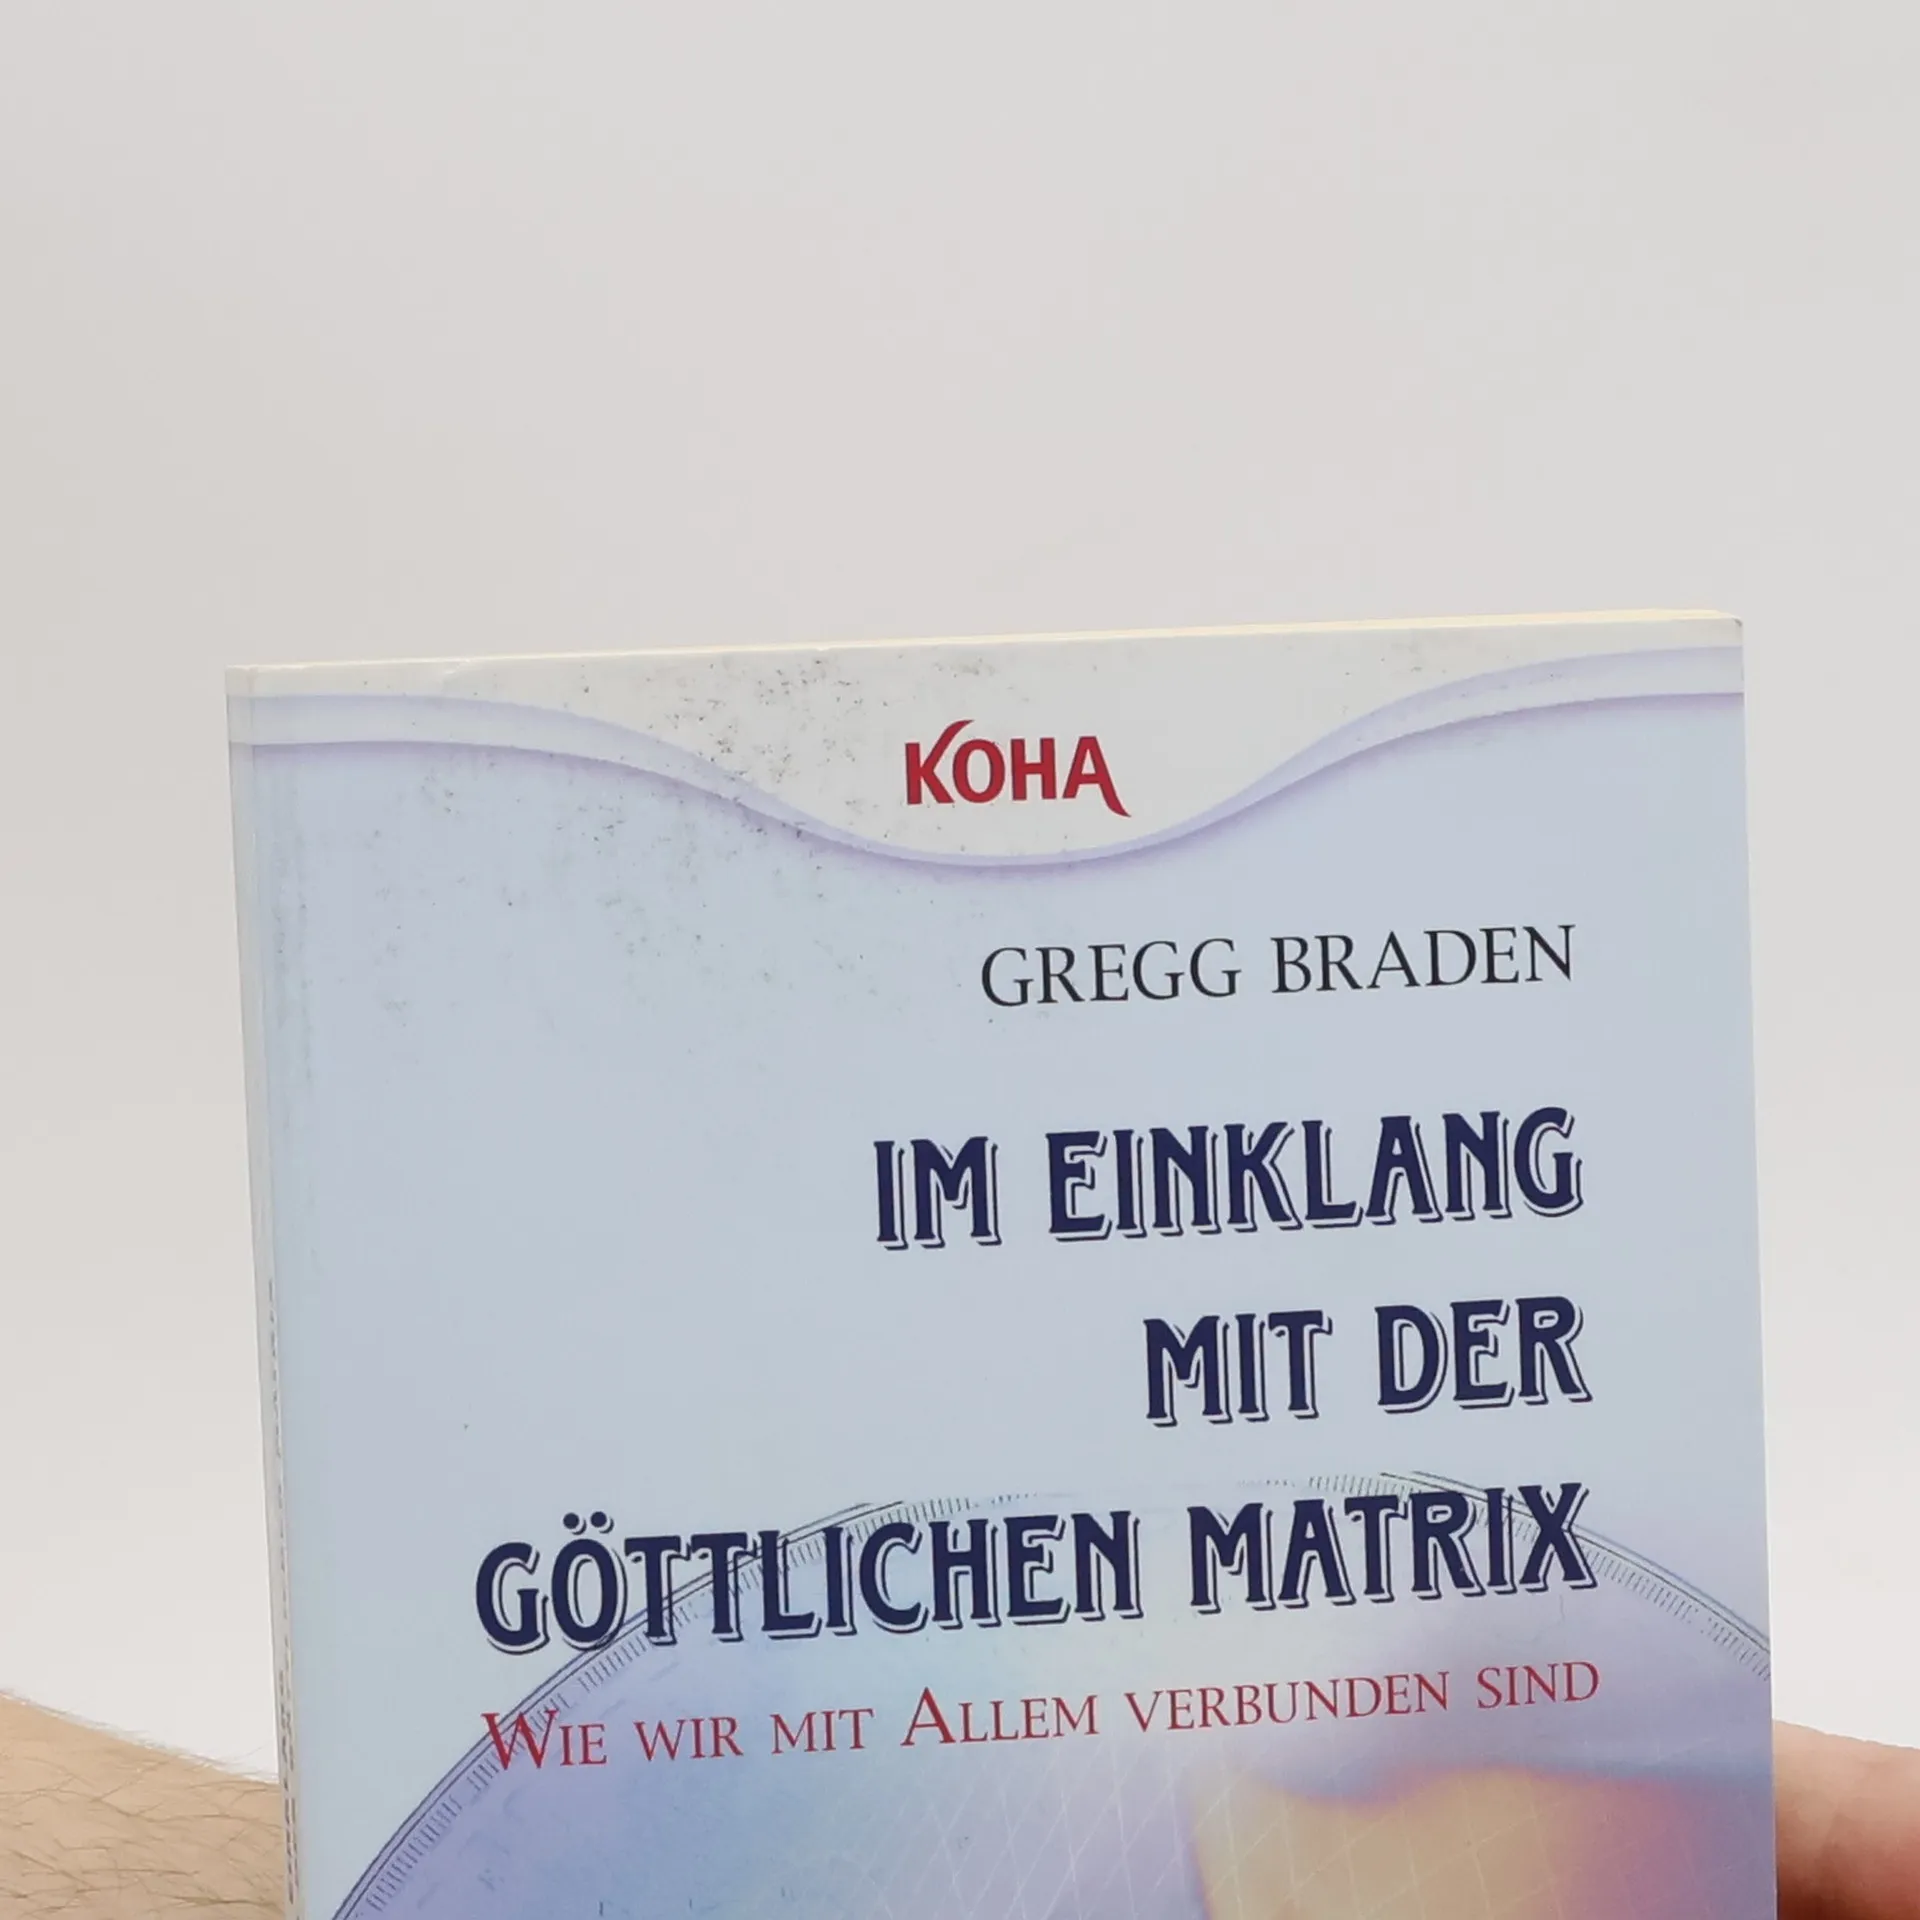 KOHA
GREGG BRADEN
IM EINKLANG
MIT DER
GÖTTLICHEN MATRIX
WIE WIR MIT ALLEM VERBUNDEN SIND